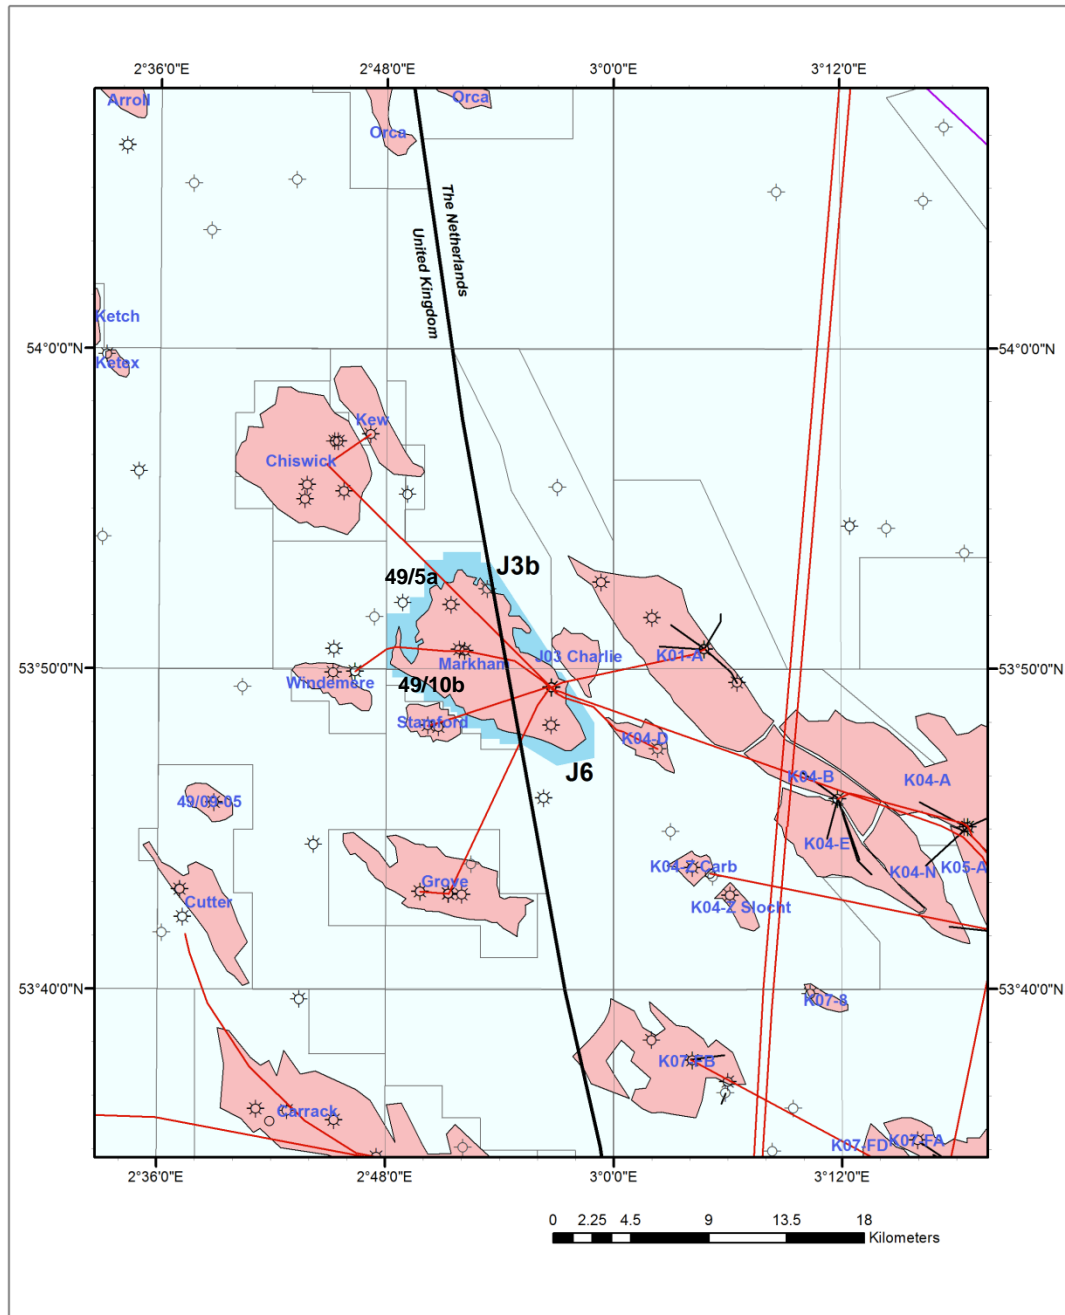 2°36'0"E
2°48'0"E
3°0'0"E
3°12'0"E
Arroll
Orca
Orca
The Netherlands
United Kingdom
Ketch
54°0'0"N
54°0'0"N
Ketex
Kew
Chiswick
J3b
49/5a
J03 Charlie
K01-A
53°50'0"N
53°50'0"N
Markham
Windemere
49/10b
Stamford
K04-D
J6
K04-B
K04-A
49/09-05
K04-E
K04-N
K05-A
K04-Z Carb
Grove
Cutter
K04-Z Slocht
53°40'0"N
53°40'0"N
K07-8
K07-FB
Carrack
K07-FD
K07-FA
2°36'0"E
2°48'0"E
3°0'0"E
3°12'0"E
0 2.25 4.5 9 13.5 18
Kilometers